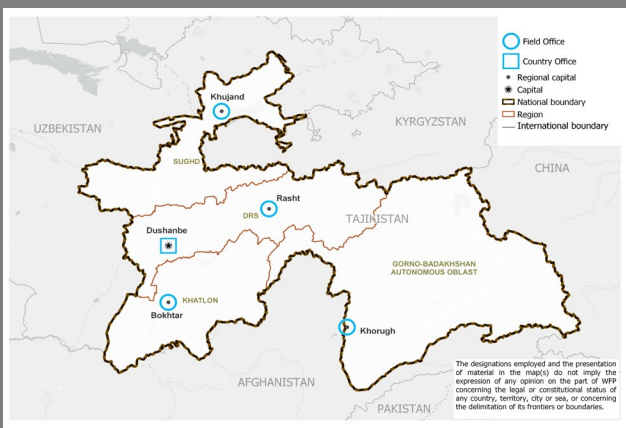 Field Office
Country Office
Regional capital
Capital
National boundary
Region
International boundary
Khujand
UZBEKISTAN
KYRGYZSTAN
SUGHD
CHINA
Rasht
DRS
TAJIKISTAN
Dushanbe
GORNO-BADAKHSHAN
AUTONOMOUS OBLAST
KHATLON
Bokhtar
Khorugh
AFGHANISTAN
PAKISTAN
The designations employed and the presentation
of material in the map(s) do not imply the
expression of any opinion on the part of WFP
concerning the legal or constitutional status of
any country, territory, city or sea, or concerning
the delimitation of its frontiers or boundaries.